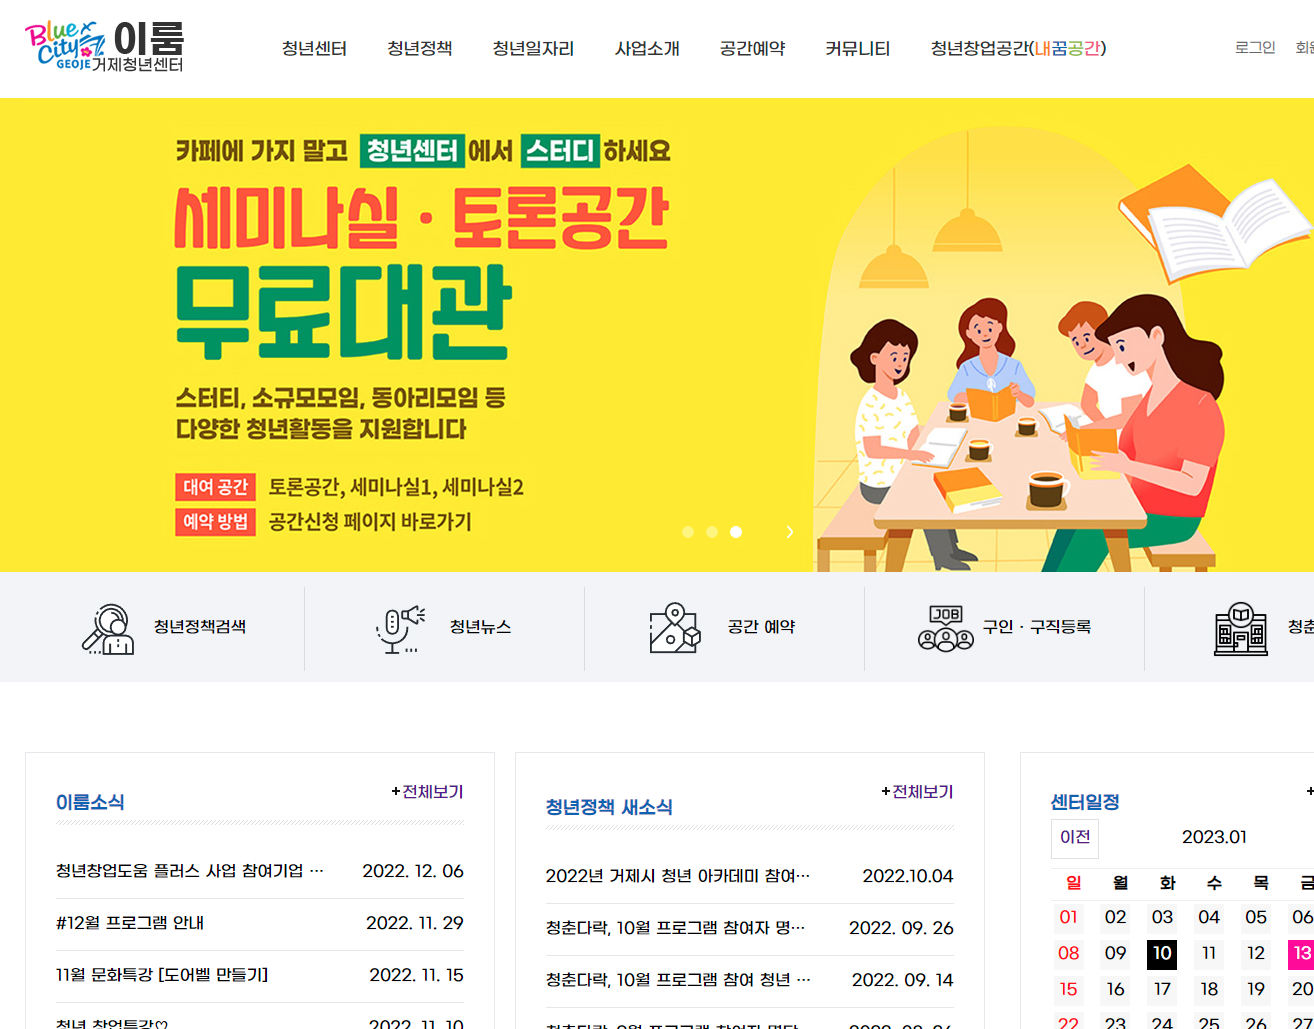 Blue City GEOJE 이룸 거제청년센터
청년센터 청년정책 청년일자리 사업소개 공간예약 커뮤니티 청년창업공간(내꿈공간) 로그인
카페에 가지 말고 청년센터에서 스터디하세요
세미나실 · 토론공간
무료대관
스터티, 소규모모임, 동아리모임 등
다양한 청년활동을 지원합니다
대여 공간 토론공간, 세미나실1, 세미나실2
예약 방법 공간신청 페이지 바로가기
청년정책검색 청년뉴스 공간 예약 JOB 구인 · 구직등록
이룸소식 +전체보기
청년창업도움 플러스 사업 참여기업 ··· 2022. 12. 06
#12월 프로그램 안내 2022. 11. 29
11월 문화특강 [도어벨 만들기] 2022. 11. 15
청년 창업특강♡ 2022. 11. 10
청년정책 새소식 +전체보기
2022년 거제시 청년 아카데미 참여··· 2022.10.04
청춘다락, 10월 프로그램 참여자 명··· 2022. 09. 26
청춘다락, 10월 프로그램 참여 청년 ··· 2022. 09. 14
센터일정 +
이전 2023.01
일 월 화 수 목 금
01 02 03 04 05 06
08 09 10 11 12 13
15 16 17 18 19 20
22 23 24 25 26 27